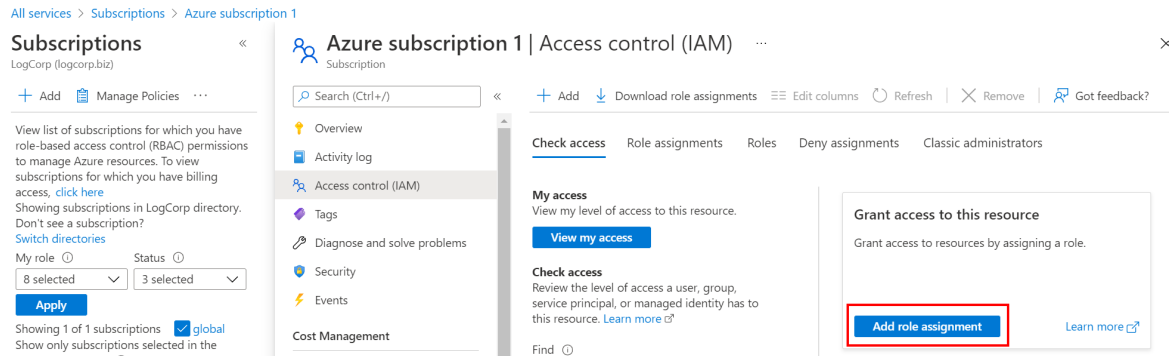 All services > Subscriptions > Azure subscription 1
Subscriptions
LogCorp (logcorp.biz)
+ Add Manage Policies ...
View list of subscriptions for which you have
role-based access control (RBAC) permissions
to manage Azure resources. To view
subscriptions for which you have billing
access, click here
Showing subscriptions in LogCorp directory.
Don't see a subscription?
Switch directories
My role Status
8 selected 3 selected
Apply
Showing 1 of 1 subscriptions global
Show only subscriptions selected in the
Azure subscription 1 | Access control (IAM) ...
Subscription
Search (Ctrl+/)
Overview
Activity log
Access control (IAM)
Tags
Diagnose and solve problems
Security
Events
Cost Management
+ Add Download role assignments Edit columns Refresh Remove Got feedback?
Check access Role assignments Roles Deny assignments Classic administrators
My access
View my level of access to this resource.
View my access
Check access
Review the level of access a user, group,
service principal, or managed identity has to
this resource. Learn more
Find
Grant access to this resource
Grant access to resources by assigning a role.
Add role assignment Learn more